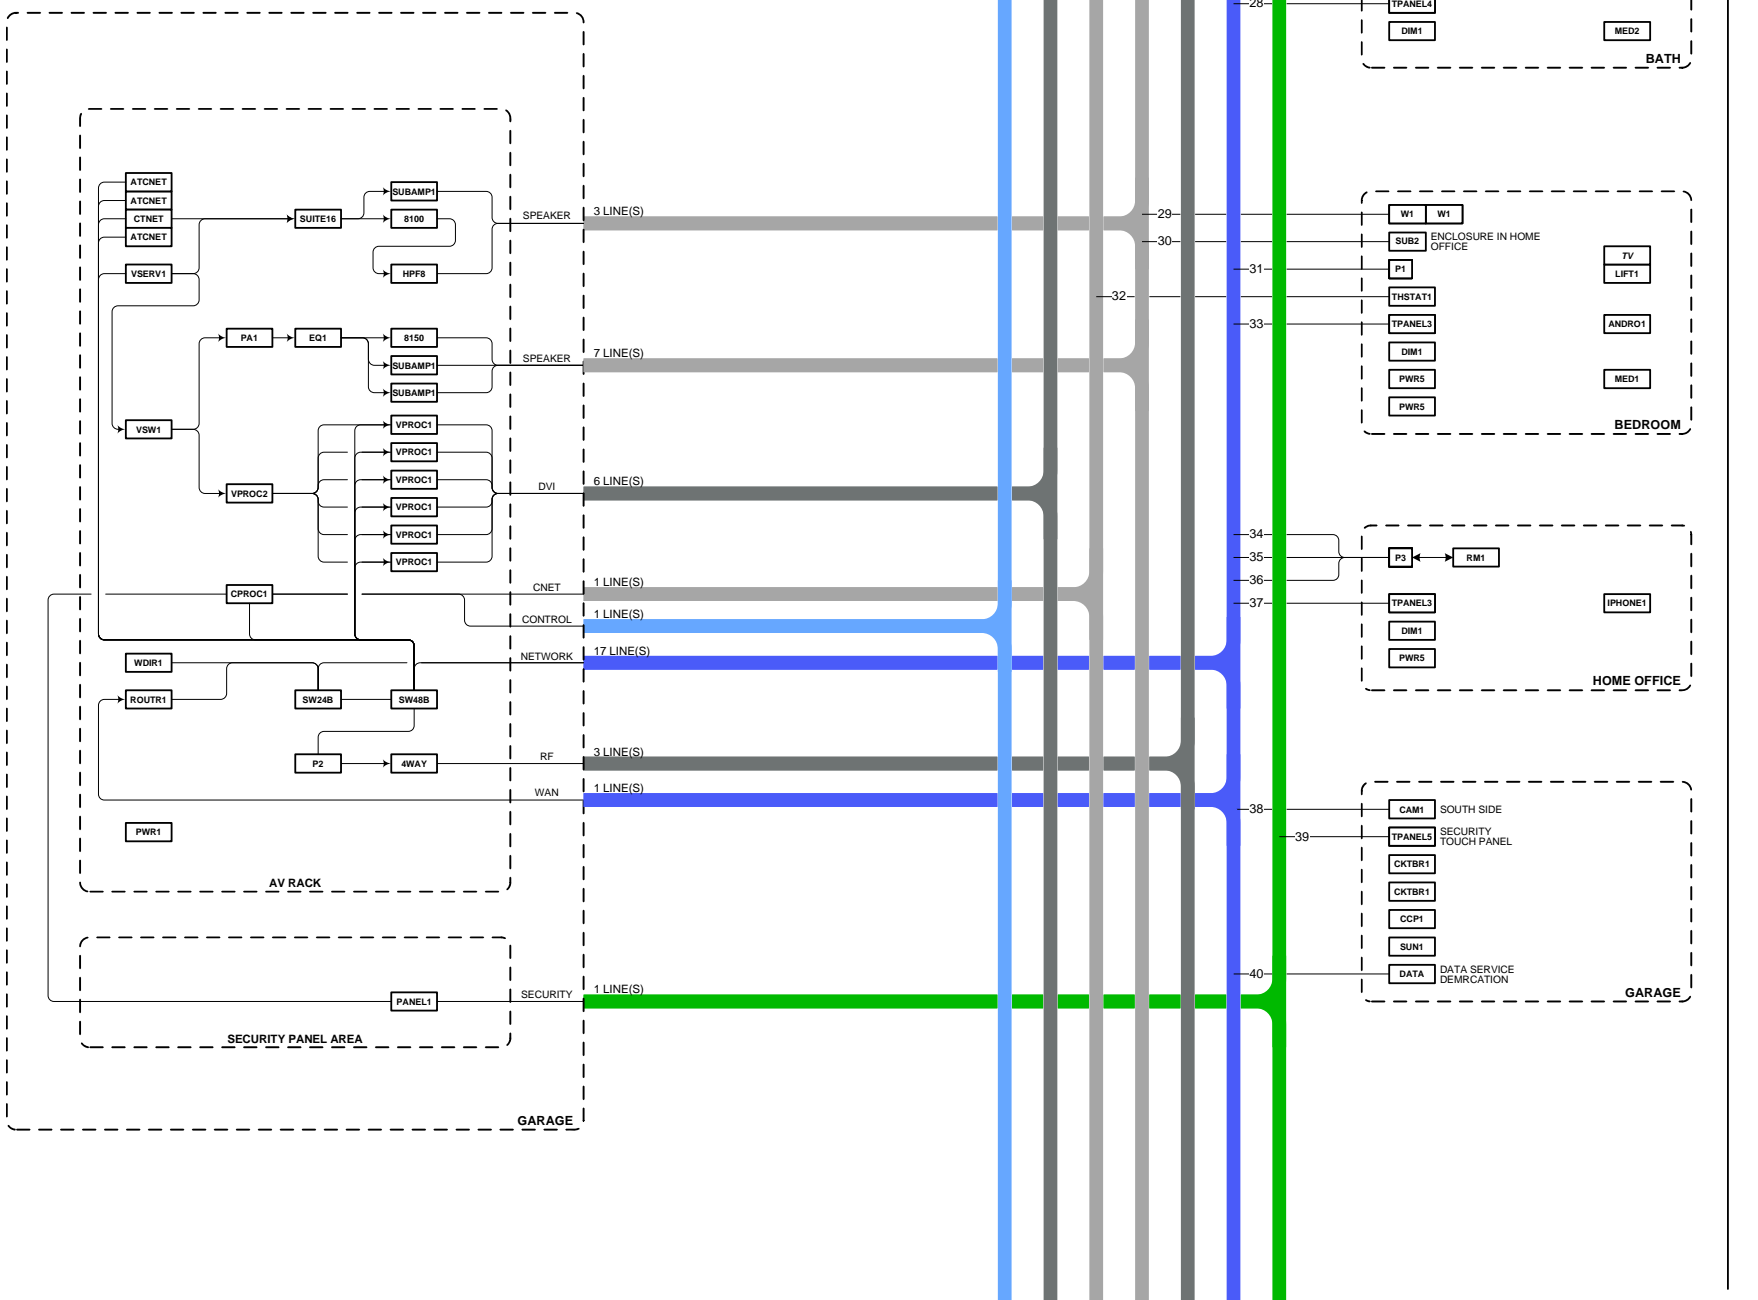 28
TPANEL4
DIM1
MED2
BATH
ATCNET
ATCNET
CTNET
ATCNET
VSERV1
SUITE16
SUBAMP1
8100
HPF8
SPEAKER
3 LINE(S)
PA1
EQ1
8150
SUBAMP1
SUBAMP1
SPEAKER
7 LINE(S)
VSW1
VPROC2
VPROC1
VPROC1
VPROC1
VPROC1
VPROC1
VPROC1
DVI
6 LINE(S)
CPROC1
CNET
1 LINE(S)
CONTROL
1 LINE(S)
WDIR1
NETWORK
17 LINE(S)
ROUTR1
SW24B
SW48B
P2
4WAY
RF
3 LINE(S)
WAN
1 LINE(S)
PWR1
AV RACK
PANEL1
SECURITY
1 LINE(S)
SECURITY PANEL AREA
GARAGE
29
W1
W1
30
SUB2
ENCLOSURE IN HOME
OFFICE
TV
LIFT1
31
P1
32
THSTAT1
33
TPANEL3
ANDRO1
DIM1
PWR5
MED1
PWR5
BEDROOM
34
35
P3
RM1
36
37
TPANEL3
IPHONE1
DIM1
PWR5
HOME OFFICE
38
CAM1
SOUTH SIDE
39
TPANEL5
SECURITY
TOUCH PANEL
CKTBR1
CKTBR1
CCP1
SUN1
40
DATA
DATA SERVICE
DEMRCATION
GARAGE